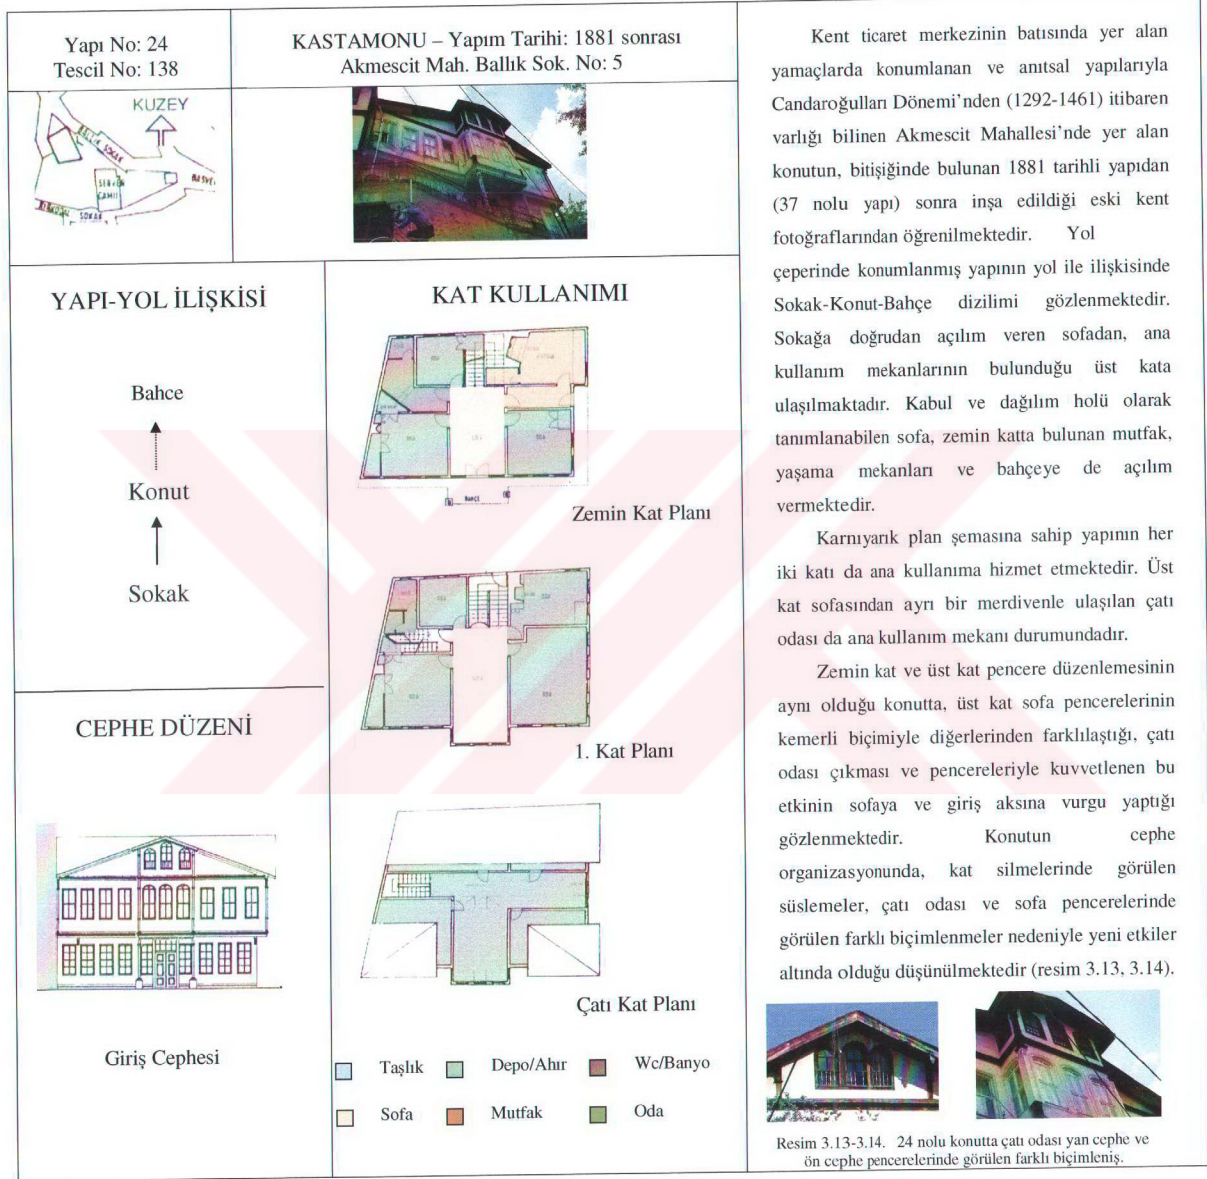 Yapı No: 24
Tescil No: 138
KASTAMONU – Yapım Tarihi: 1881 sonrası
Akmescit Mah. Ballık Sok. No: 5
KUZEY
BALLIK SOKAK
CAMİİ
SOKAK
YAPI-YOL İLİŞKİSİ
Bahce
Konut
Sokak
KAT KULLANIMI
BAHÇE
Zemin Kat Planı
1. Kat Planı
Çatı Kat Planı
CEPHE DÜZENİ
Giriş Cephesi
Taşlık
Depo/Ahır
Wc/Banyo
Sofa
Mutfak
Oda
Kent ticaret merkezinin batısında yer alan
yamaçlarda konumlanan ve anıtsal yapılarıyla
Candaroğulları Dönemi’nden (1292-1461) itibaren
varlığı bilinen Akmescit Mahallesi’nde yer alan
konutun, bitişiğinde bulunan 1881 tarihli yapıdan
(37 nolu yapı) sonra inşa edildiği eski kent
fotoğraflarından öğrenilmektedir. Yol
çeperinde konumlanmış yapının yol ile ilişkisinde
Sokak-Konut-Bahçe dizilimi gözlenmektedir.
Sokağa doğrudan açılım veren sofadan, ana
kullanım mekanlarının bulunduğu üst kata
ulaşılmaktadır. Kabul ve dağılım holü olarak
tanımlanabilen sofa, zemin katta bulunan mutfak,
yaşama mekanları ve bahçeye de açılım
vermektedir.
Karnıyarık plan şemasına sahip yapının her
iki katı da ana kullanıma hizmet etmektedir. Üst
kat sofasından ayrı bir merdivenle ulaşılan çatı
odası da ana kullanım mekanı durumundadır.
Zemin kat ve üst kat pencere düzenlemesinin
aynı olduğu konutta, üst kat sofa pencerelerinin
kemerli biçimiyle diğerlerinden farklılaştığı, çatı
odası çıkması ve pencereleriyle kuvvetlenen bu
etkinin sofaya ve giriş aksına vurgu yaptığı
gözlenmektedir. Konutun cephe
organizasyonunda, kat silmelerinde görülen
süslemeler, çatı odası ve sofa pencerelerinde
görülen farklı biçimlenmeler nedeniyle yeni etkiler
altında olduğu düşünülmektedir (resim 3.13, 3.14).
Resim 3.13-3.14. 24 nolu konutta çatı odası yan cephe ve
ön cephe pencerelerinde görülen farklı biçimleniş.